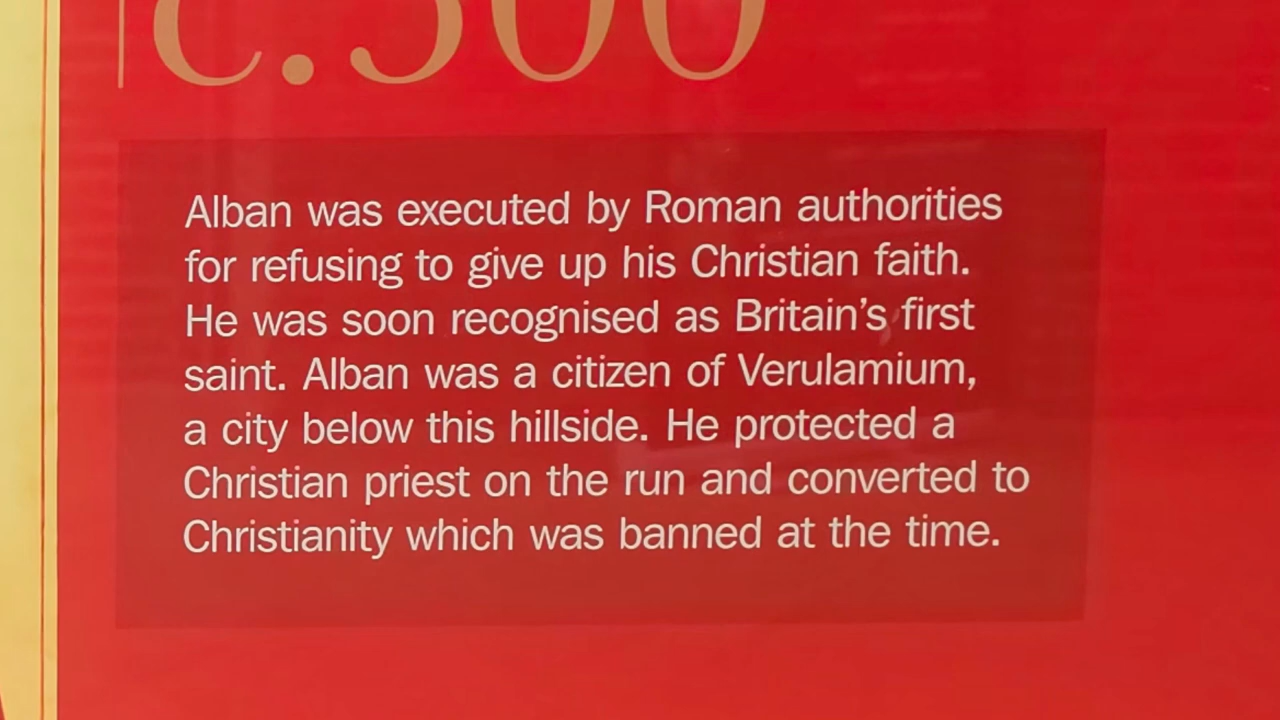 c.300
Alban was executed by Roman authorities
for refusing to give up his Christian faith.
He was soon recognised as Britain’s first
saint. Alban was a citizen of Verulamium,
a city below this hillside. He protected a
Christian priest on the run and converted to
Christianity which was banned at the time.